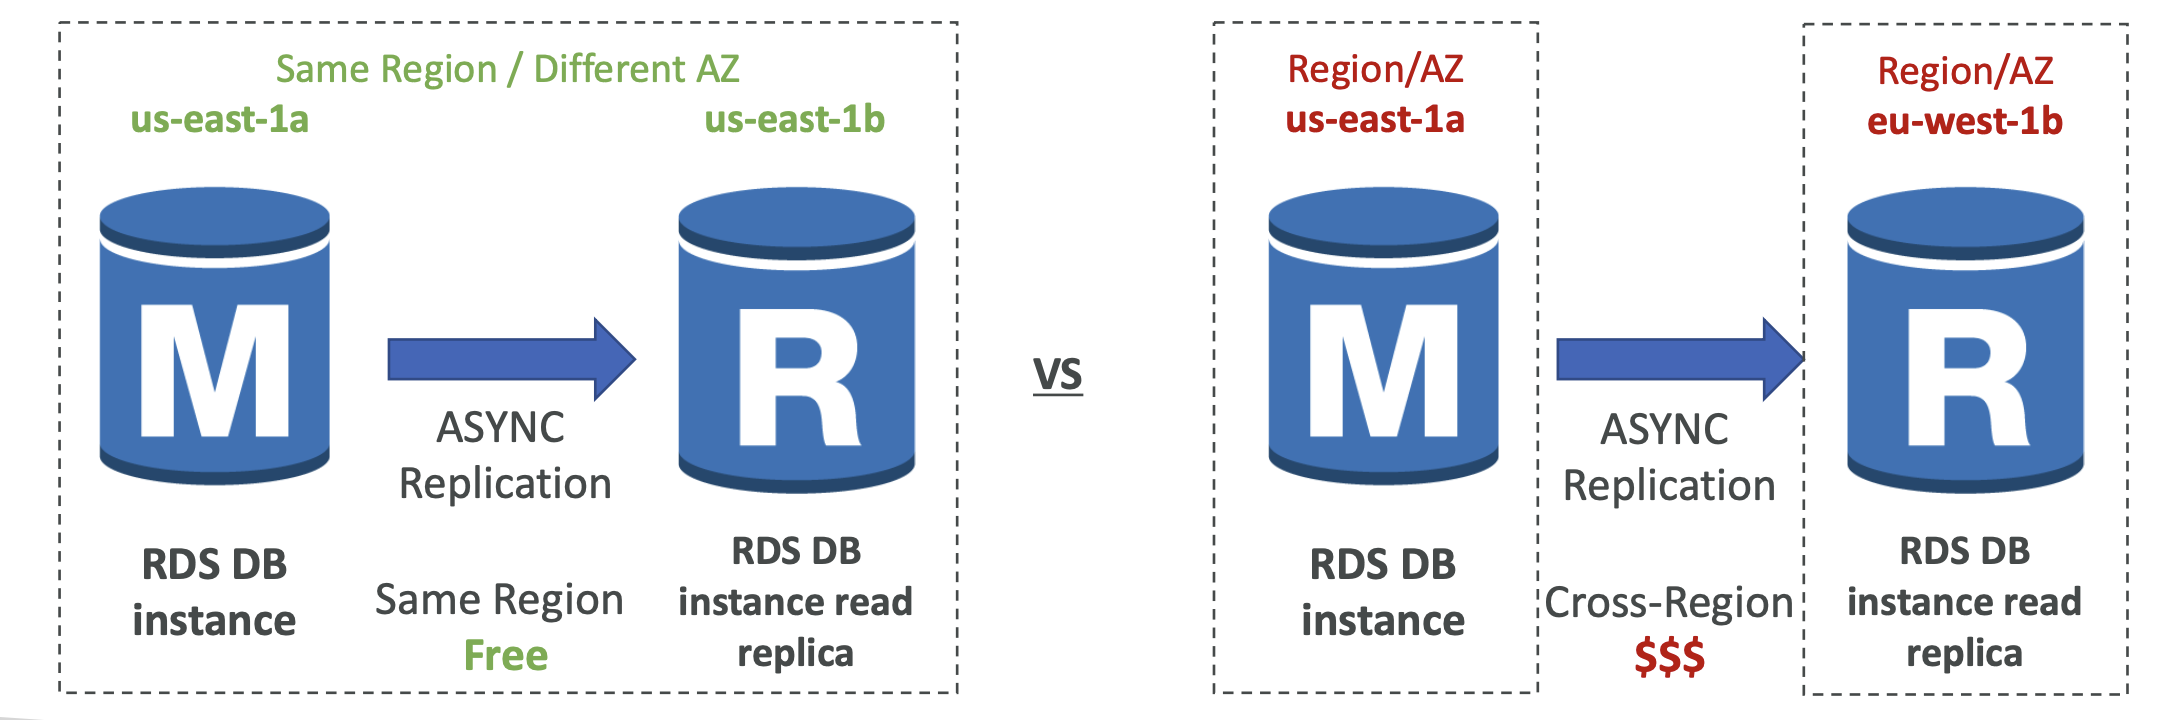 Same Region / Different AZ
us-east-1a
us-east-1b
M
R
ASYNC
Replication
RDS DB
instance
Same Region
Free
RDS DB
instance read
replica
VS
Region/AZ
us-east-1a
M
RDS DB
instance
ASYNC
Replication
Cross-Region
$$$
Region/AZ
eu-west-1b
R
RDS DB
instance read
replica